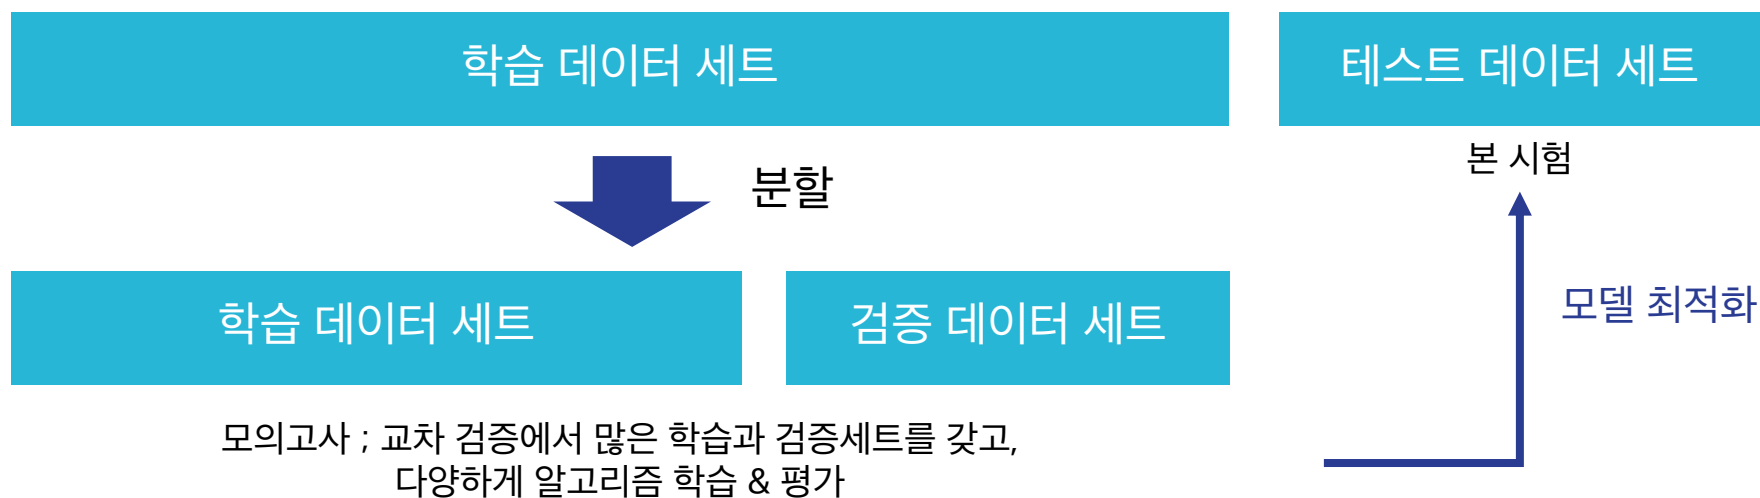 학습 데이터 세트
테스트 데이터 세트
본 시험
분할
모델 최적화
학습 데이터 세트
검증 데이터 세트
모의고사 ; 교차 검증에서 많은 학습과 검증세트를 갖고,
다양하게 알고리즘 학습 & 평가